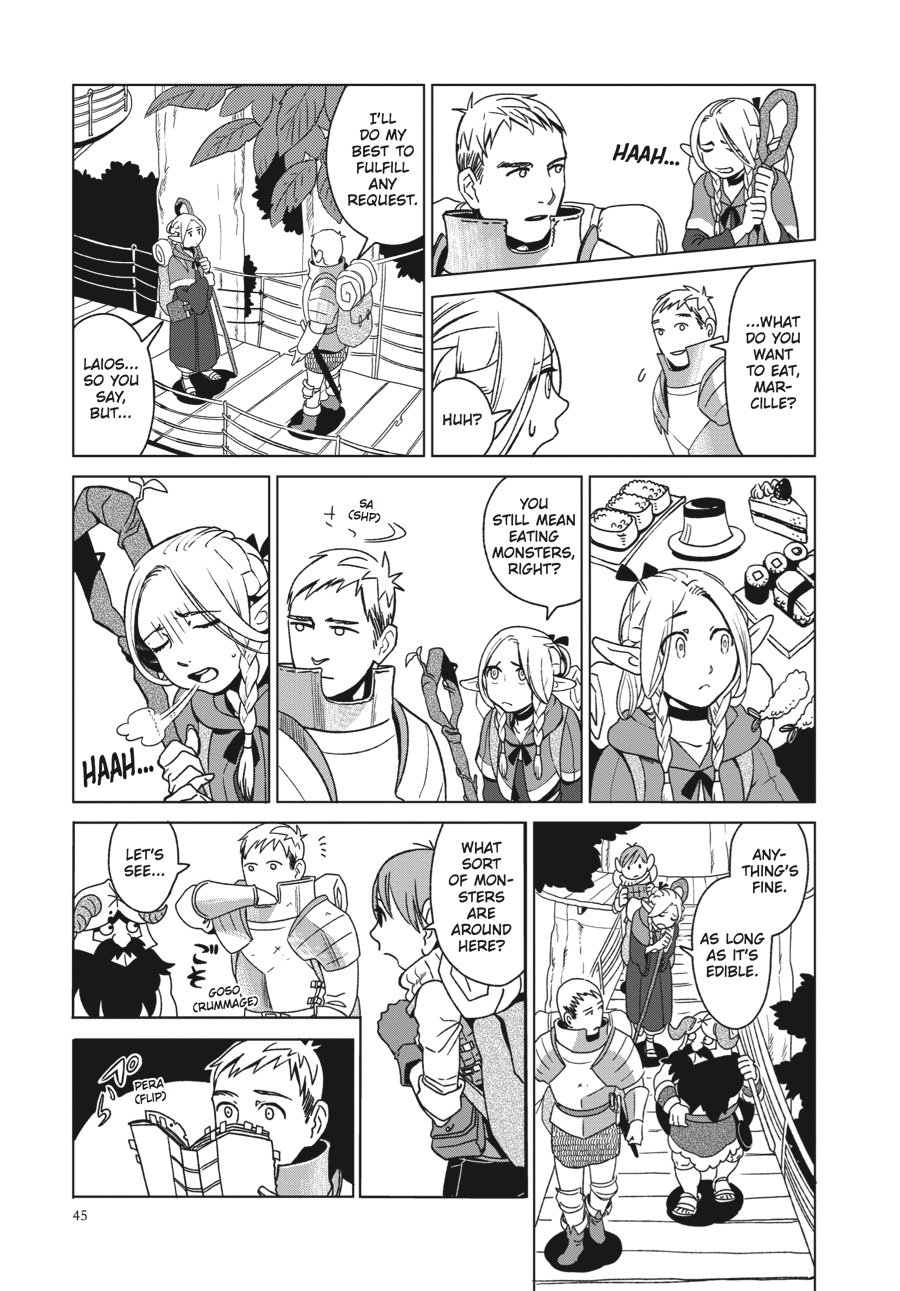 HAAH...
...WHAT
DO YOU
WANT
TO EAT,
MAR-
CILLE?
HUH?
I'LL
DO MY
BEST TO
FULFILL
ANY
REQUEST.
LAIOS...
SO YOU
SAY,
BUT...
YOU
STILL MEAN
EATING
MONSTERS,
RIGHT?
SA
(SHP)
HAAH...
ANY-
THING'S
FINE.
AS LONG
AS IT'S
EDIBLE.
WHAT
SORT
OF MON-
STERS
ARE
AROUND
HERE?
LET'S
SEE...
ごそ
GOSO
(RUMMAGE)
PERA
(FLIP)
45